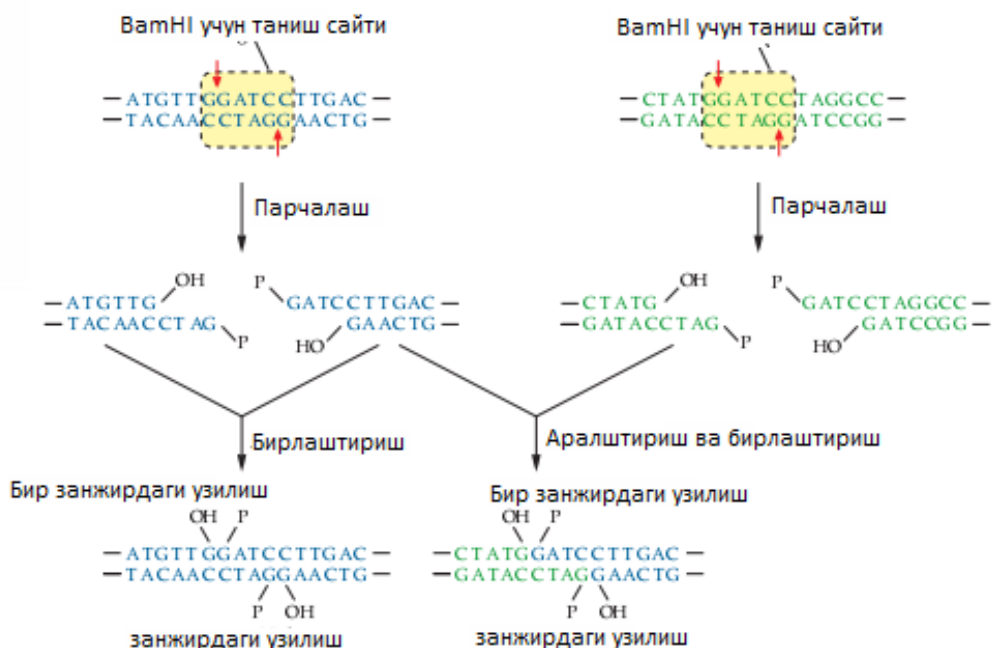 BamHI учун таниш сайти
BamHI учун таниш сайти
ATGTTGGATCCTTGAC
TACAACCTAGGAACTG
CTATGGATCCTAGGCC
GATACCTAGGATCCGG
Парчалаш
Парчалаш
OH
P
ATGTTG
GATCCTTGAC
TACAACCTAG
GAACTG
P
HO
OH
P
CTATG
GATCCTAGGCC
GATACCTAG
GATCCGG
P
HO
Бирлаштириш
Аралштириш ва бирлаштириш
Бир занжирдаги узилиш
Бир занжирдаги узилиш
OH P
OH P
ATGTTGGATCCTTGAC
TACAACCTAGGAACTG
CTATGGATCCTTGAC
GATACCTAGGAACTG
P OH
P OH
занжирдаги узилиш
занжирдаги узилиш